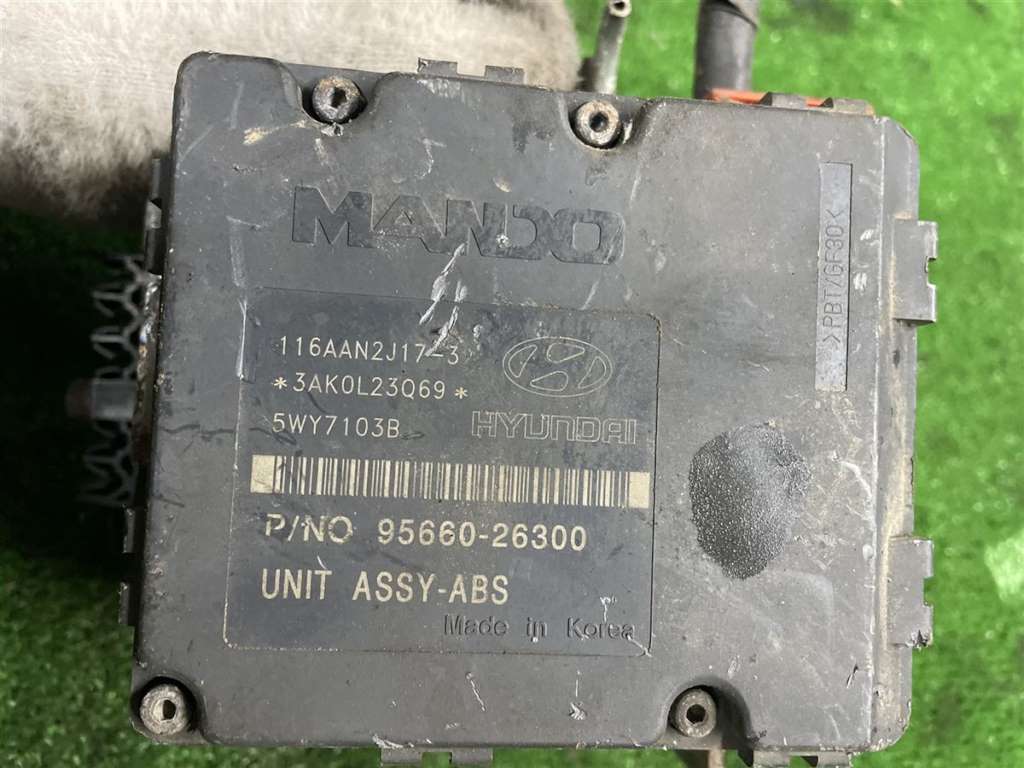 MANDO
>PBT/GF30<
116AAN2J17-3
*3AK0L23Q69*
5WY7103B
HYUNDAI
P/NO 95660-26300
UNIT ASSY-ABS
Made in Korea